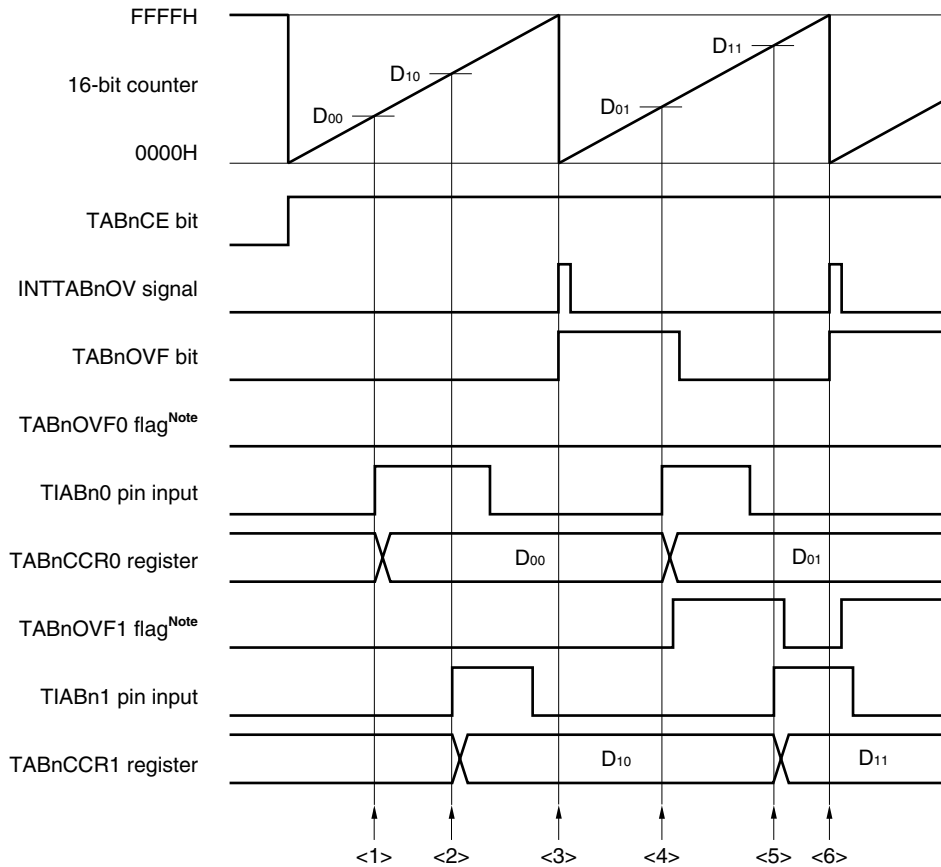 FFFFH
D11
D10
16-bit counter
D01
D00
0000H
TABnCE bit
INTTABnOV signal
TABnOVF bit
TABnOVF0 flagNote
TIABn0 pin input
TABnCCR0 register
D00
D01
TABnOVF1 flagNote
TIABn1 pin input
TABnCCR1 register
D10
D11
<1> <2> <3> <4> <5> <6>